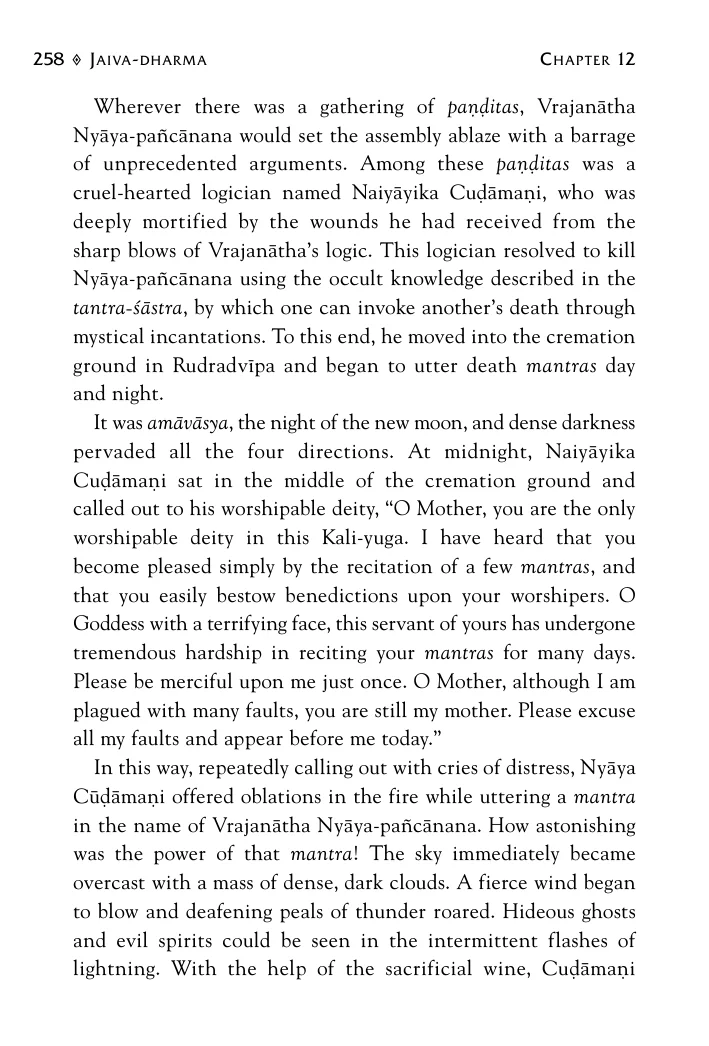 258 ◊ JAIVA-DHARMA CHAPTER 12
Wherever there was a gathering of paṇḍitas, Vrajanātha
Nyāya-pañcānana would set the assembly ablaze with a barrage
of unprecedented arguments. Among these paṇḍitas was a
cruel-hearted logician named Naiyāyika Cuḍāmaṇi, who was
deeply mortified by the wounds he had received from the
sharp blows of Vrajanātha’s logic. This logician resolved to kill
Nyāya-pañcānana using the occult knowledge described in the
tantra-śāstra, by which one can invoke another’s death through
mystical incantations. To this end, he moved into the cremation
ground in Rudradvīpa and began to utter death mantras day
and night.
It was amāvāsya, the night of the new moon, and dense darkness
pervaded all the four directions. At midnight, Naiyāyika
Cuḍāmaṇi sat in the middle of the cremation ground and
called out to his worshipable deity, “O Mother, you are the only
worshipable deity in this Kali-yuga. I have heard that you
become pleased simply by the recitation of a few mantras, and
that you easily bestow benedictions upon your worshipers. O
Goddess with a terrifying face, this servant of yours has undergone
tremendous hardship in reciting your mantras for many days.
Please be merciful upon me just once. O Mother, although I am
plagued with many faults, you are still my mother. Please excuse
all my faults and appear before me today.”
In this way, repeatedly calling out with cries of distress, Nyāya
Cūḍāmaṇi offered oblations in the fire while uttering a mantra
in the name of Vrajanātha Nyāya-pañcānana. How astonishing
was the power of that mantra! The sky immediately became
overcast with a mass of dense, dark clouds. A fierce wind began
to blow and deafening peals of thunder roared. Hideous ghosts
and evil spirits could be seen in the intermittent flashes of
lightning. With the help of the sacrificial wine, Cuḍāmaṇi